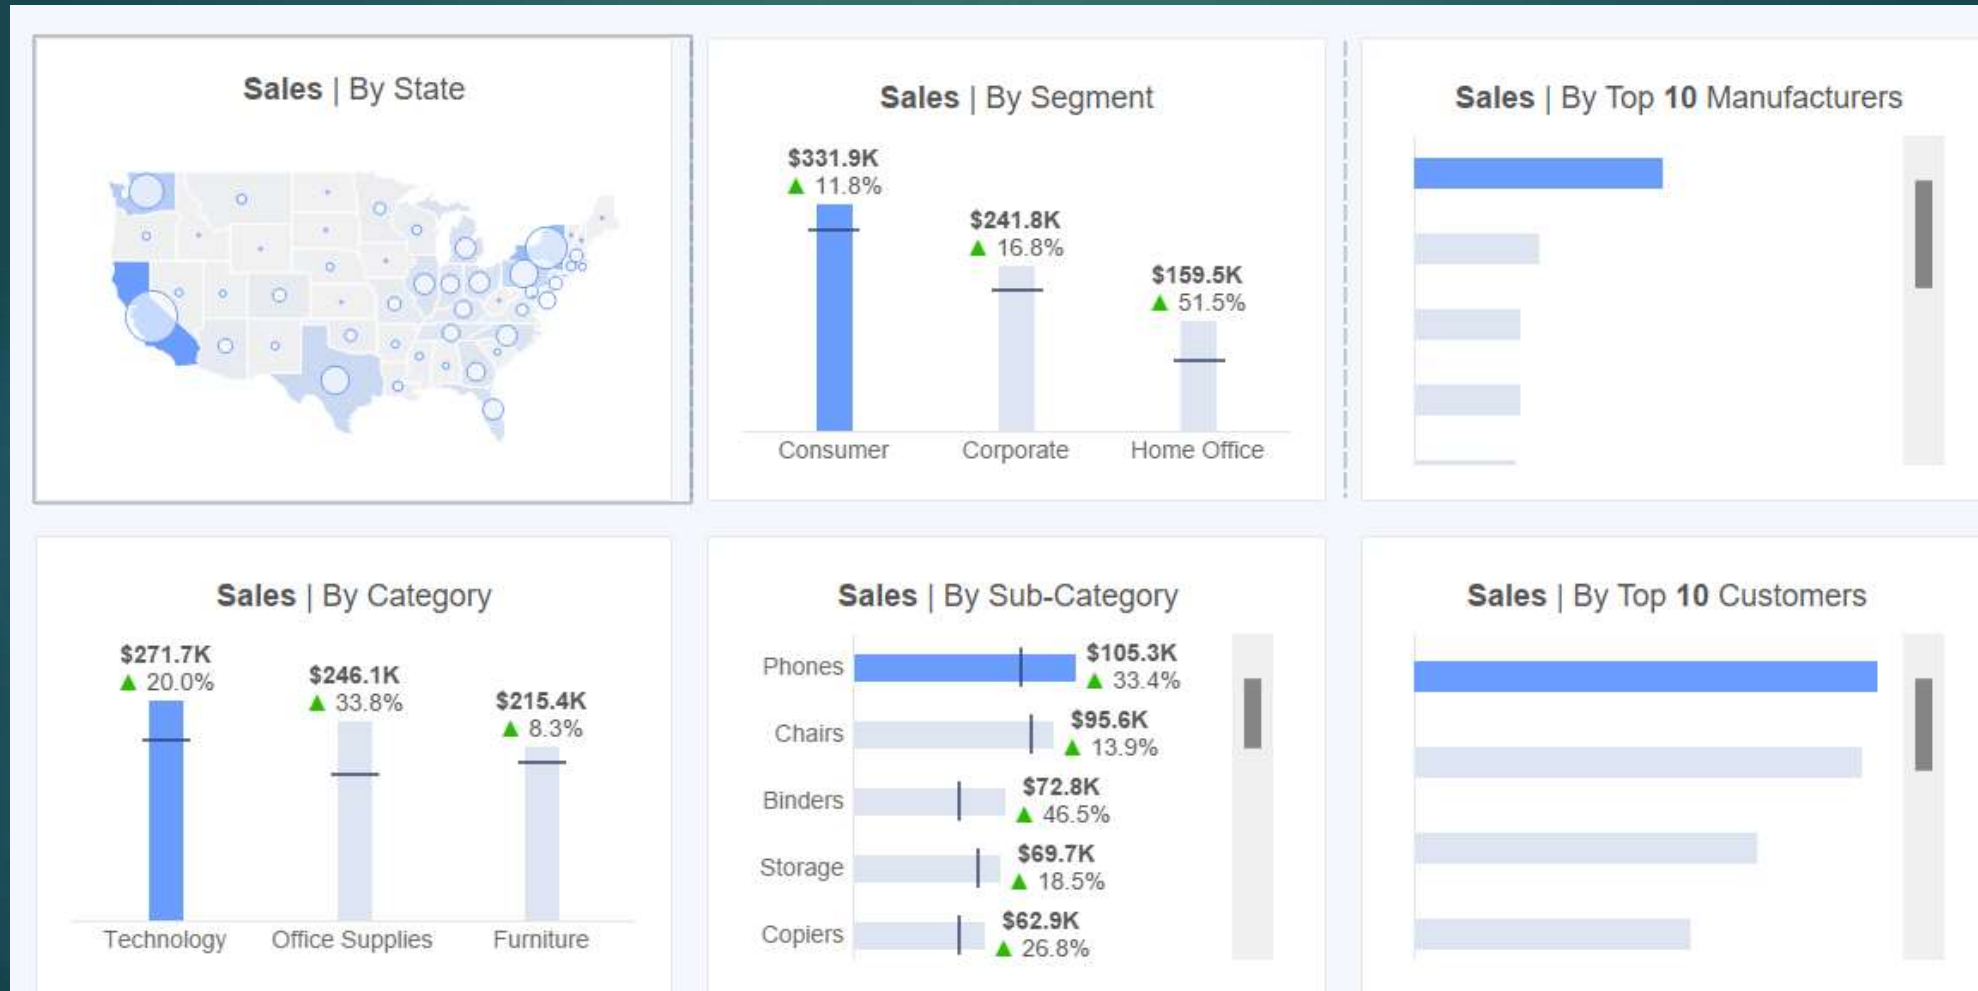 Sales | By State
Sales | By Segment
$331.9K
▲ 11.8%
$241.8K
▲ 16.8%
$159.5K
▲ 51.5%
Consumer
Corporate
Home Office
Sales | By Top 10 Manufacturers
Sales | By Category
$271.7K
▲ 20.0%
$246.1K
▲ 33.8%
$215.4K
▲ 8.3%
Technology
Office Supplies
Furniture
Sales | By Sub-Category
Phones
$105.3K
▲ 33.4%
Chairs
$95.6K
▲ 13.9%
Binders
$72.8K
▲ 46.5%
Storage
$69.7K
▲ 18.5%
Copiers
$62.9K
▲ 26.8%
Sales | By Top 10 Customers